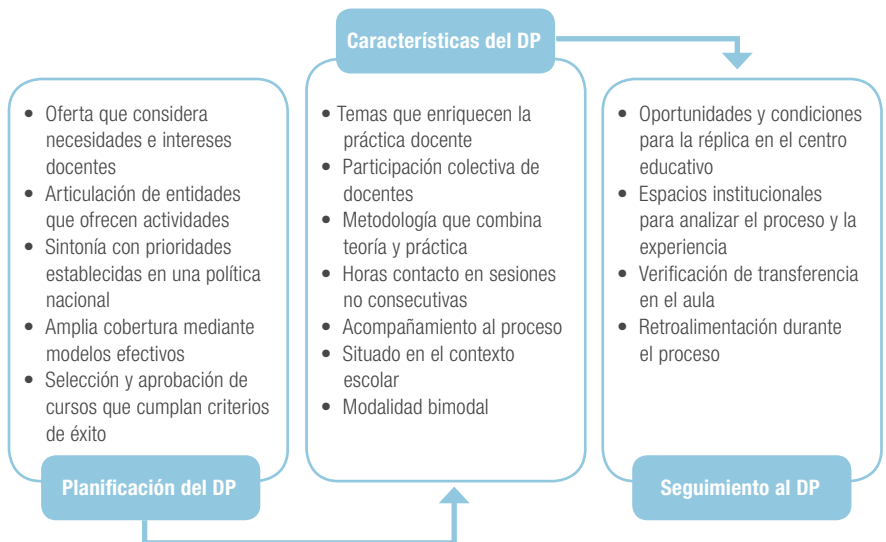 Características del DP
• Oferta que considera
necesidades e intereses
docentes
• Articulación de entidades
que ofrecen actividades
• Sintonía con prioridades
establecidas en una política
nacional
• Amplia cobertura mediante
modelos efectivos
• Selección y aprobación de
cursos que cumplan criterios
de éxito
Planificación del DP
• Temas que enriquecen la
práctica docente
• Participación colectiva de
docentes
• Metodología que combina
teoría y práctica
• Horas contacto en sesiones
no consecutivas
• Acompañamiento al proceso
• Situado en el contexto
escolar
• Modalidad bimodal
• Oportunidades y condiciones
para la réplica en el centro
educativo
• Espacios institucionales
para analizar el proceso y la
experiencia
• Verificación de transferencia
en el aula
• Retroalimentación durante
el proceso
Seguimiento al DP